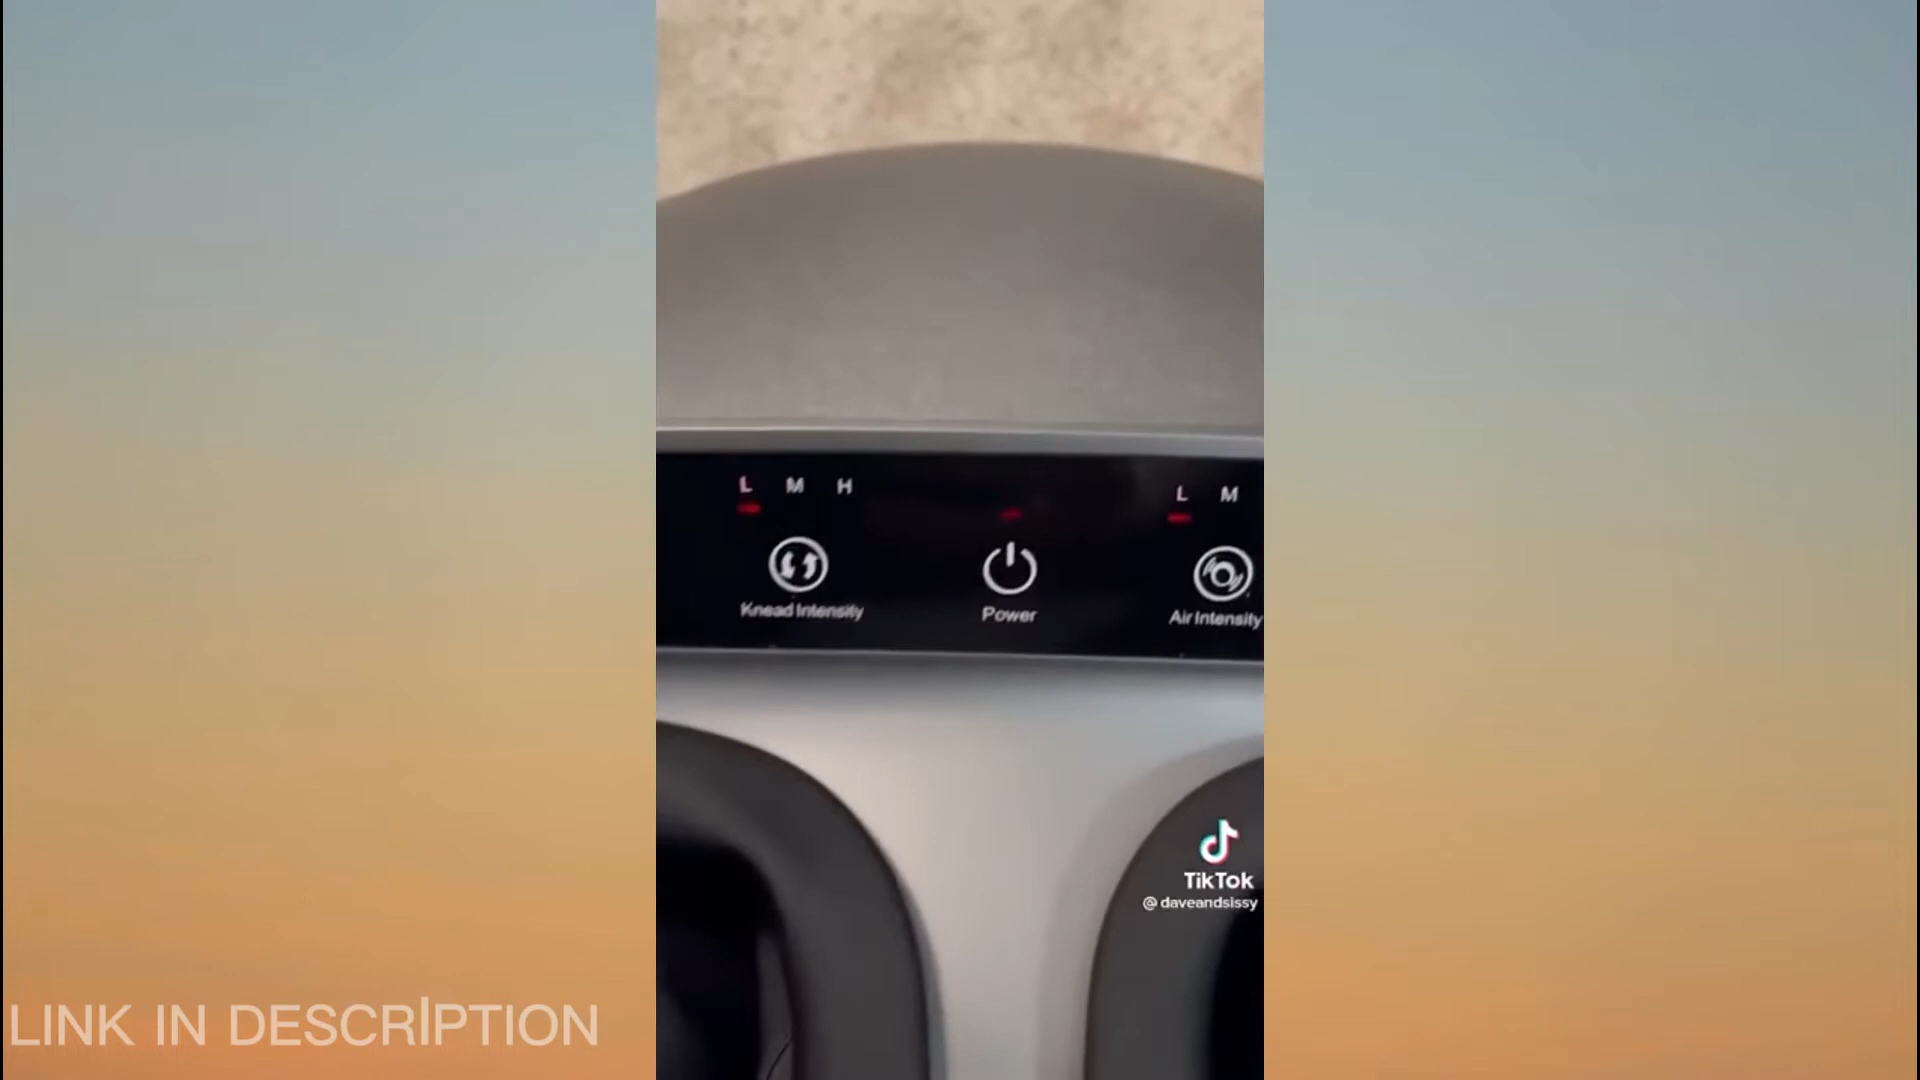 L M H
L M
Knead Intensity
Power
Air Intensity
TikTok
@daveandsissy
LINK IN DESCRIPTION